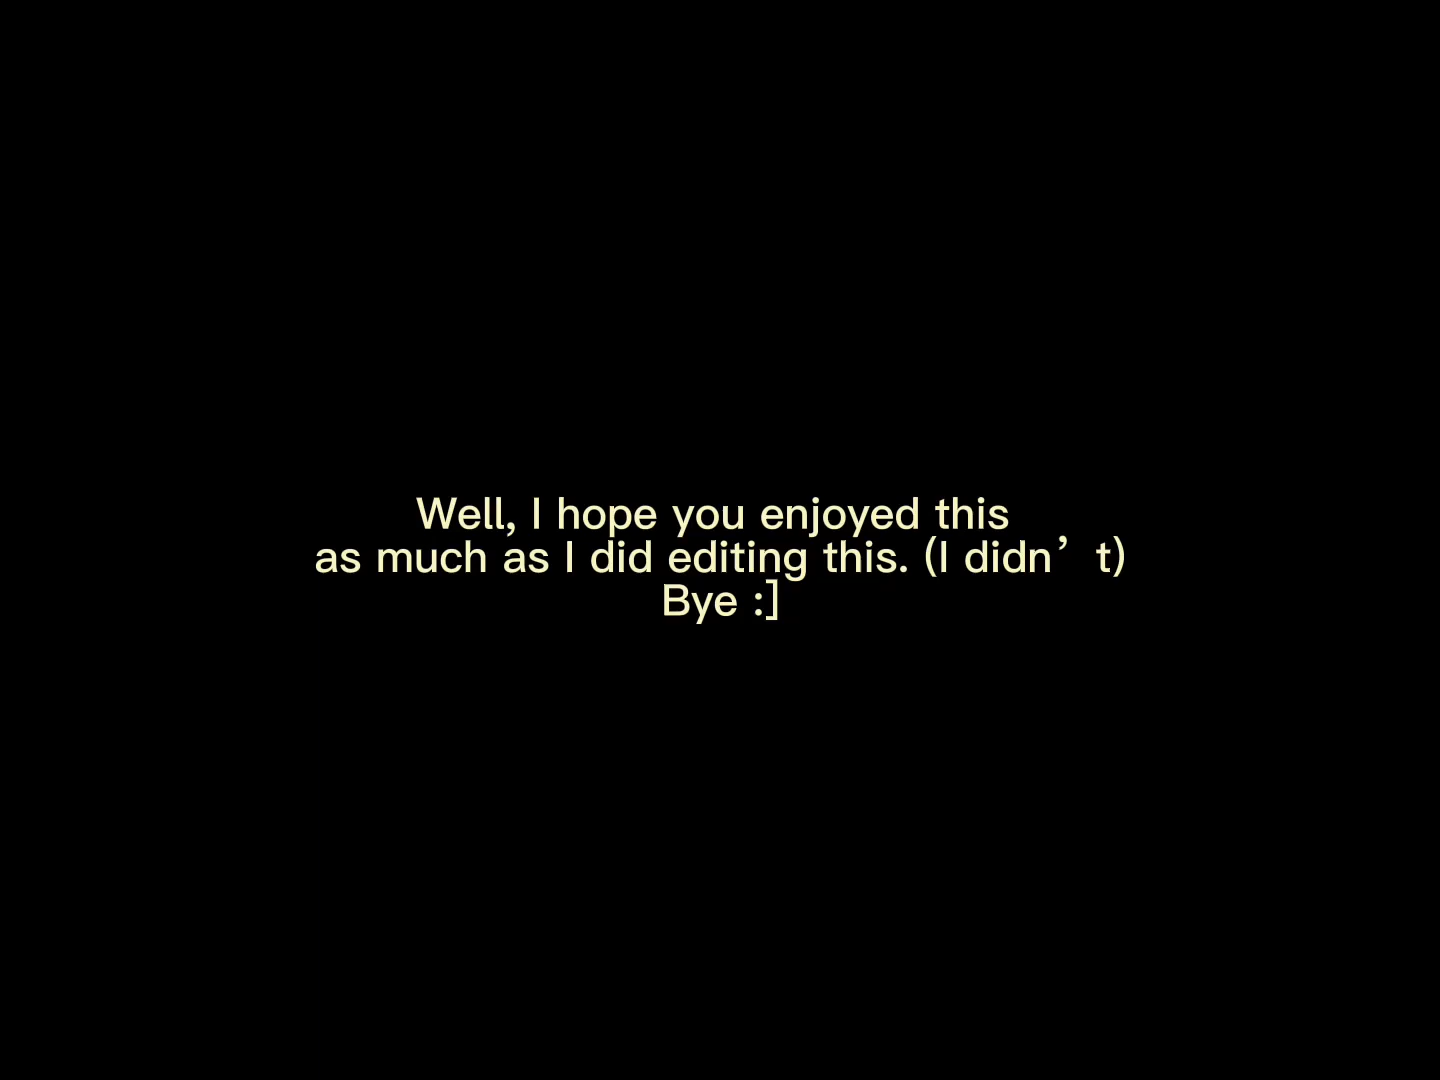 Well, I hope you enjoyed this
as much as I did editing this. (I didn’t)
Bye :]